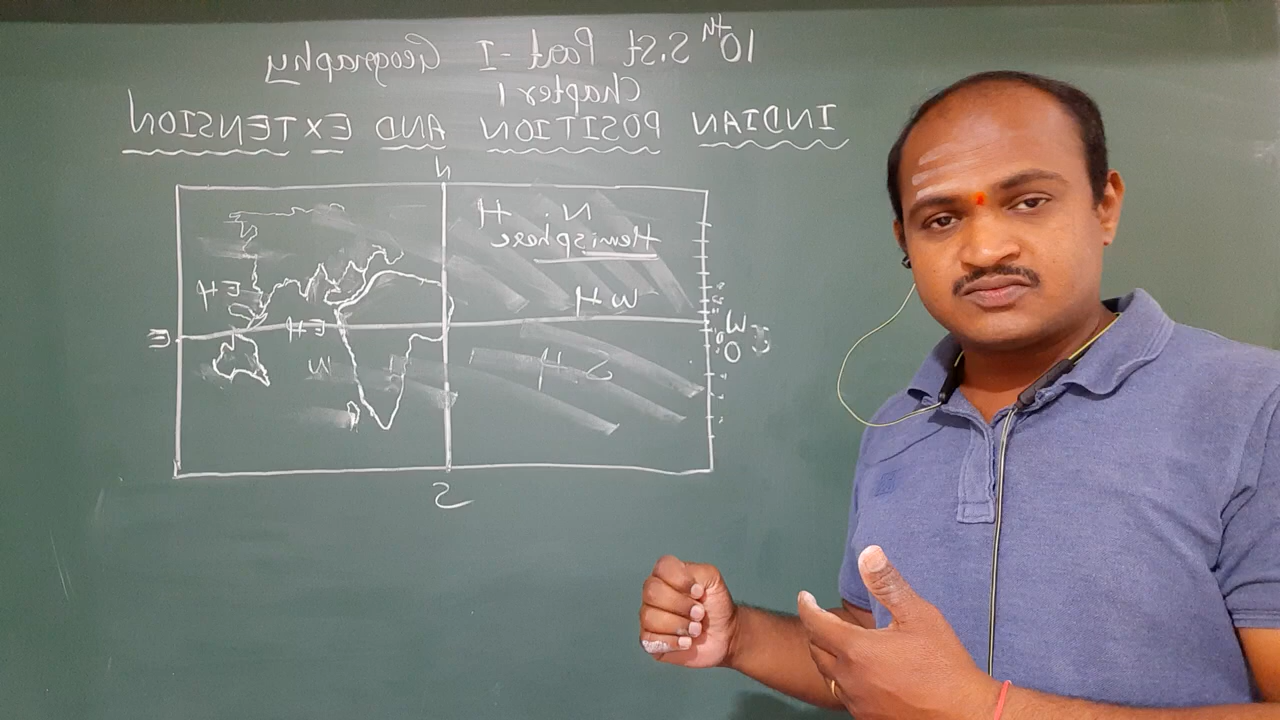 10th S.St Part-I Geography
Chapter 1
INDIAN POSITION AND EXTENSION
N
N. H
Hemisphere
W H
E H
E H
W
O
E
S H
S